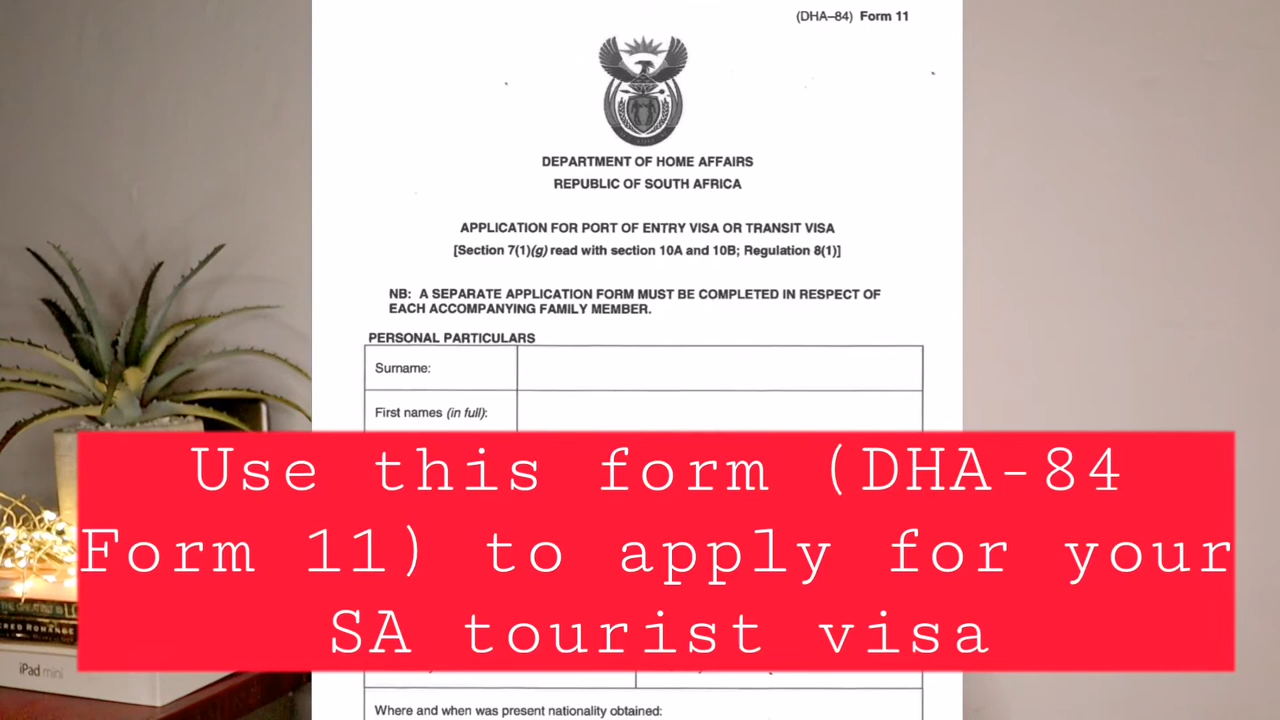 (DHA–84) Form 11
DEPARTMENT OF HOME AFFAIRS
REPUBLIC OF SOUTH AFRICA
APPLICATION FOR PORT OF ENTRY VISA OR TRANSIT VISA
[Section 7(1)(g) read with section 10A and 10B; Regulation 8(1)]
NB: A SEPARATE APPLICATION FORM MUST BE COMPLETED IN RESPECT OF
EACH ACCOMPANYING FAMILY MEMBER.
PERSONAL PARTICULARS
Surname:
First names (in full):
Use this form (DHA-84
Form 11) to apply for your
SA tourist visa
iPad mini
Where and when was present nationality obtained: